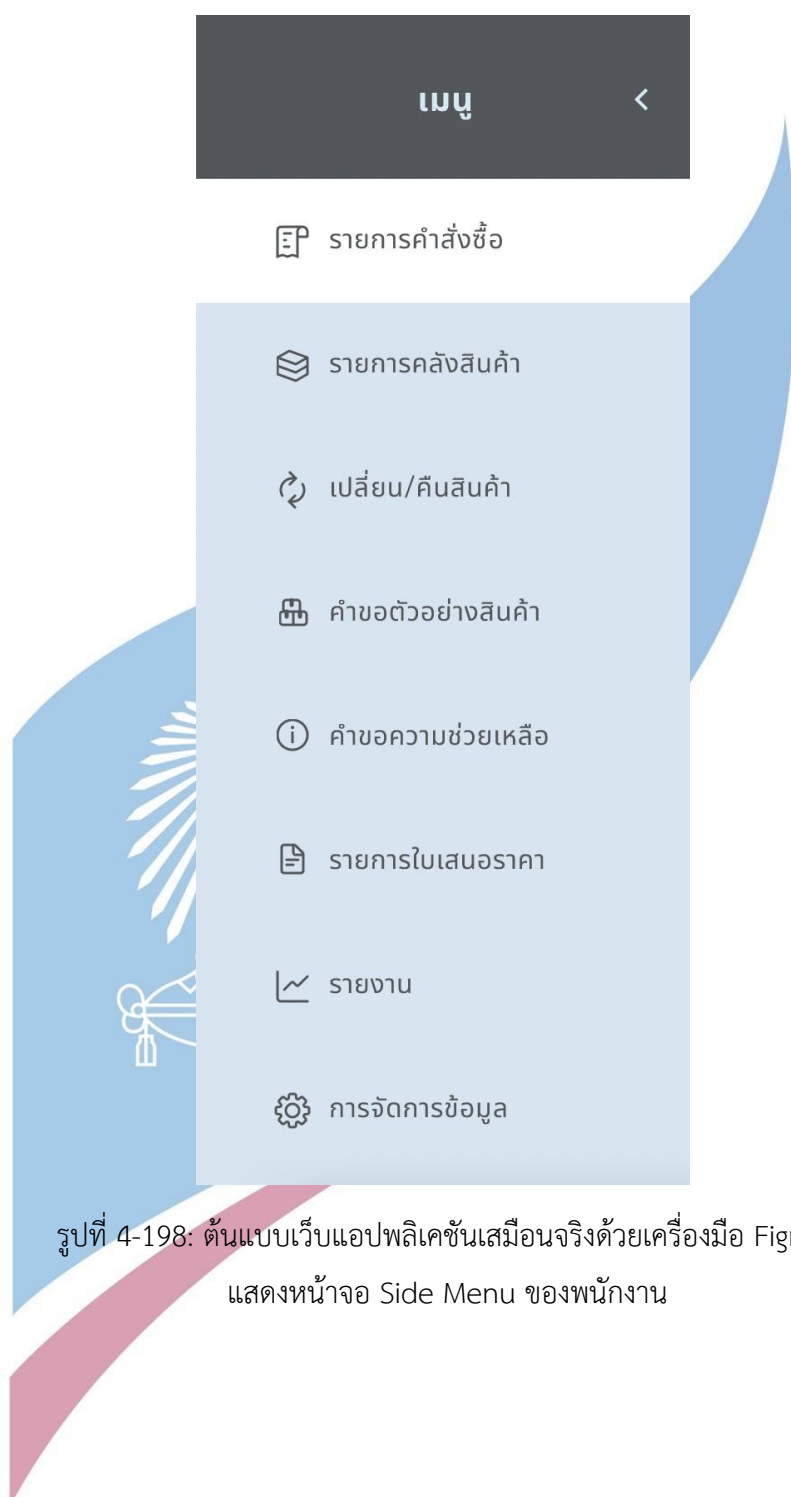 เมนู
รายการคำสั่งซื้อ
รายการคลังสินค้า
เปลี่ยน/คืนสินค้า
คำขอตัวอย่างสินค้า
คำขอความช่วยเหลือ
รายการใบเสนอราคา
รายงาน
การจัดการข้อมูล
รูปที่ 4-198: ต้นแบบเว็บแอปพลิเคชันเสมือนจริงด้วยเครื่องมือ
แสดงหน้าจอ Side Menu ของพนักงาน